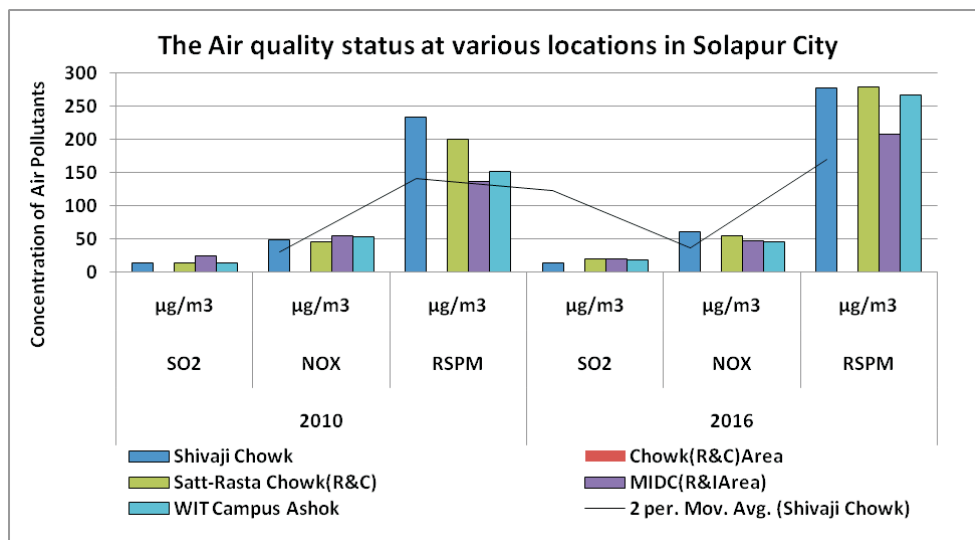 The Air quality status at various locations in Solapur City
Concentration of Air Pollutants
300
250
200
150
100
50
0
µg/m3 µg/m3 µg/m3 µg/m3 µg/m3 µg/m3
SO2 NOX RSPM SO2 NOX RSPM
2010 2016
Shivaji Chowk Chowk(R&C)Area
Satt-Rasta Chowk(R&C) MIDC(R&IArea)
WIT Campus Ashok 2 per. Mov. Avg. (Shivaji Chowk)